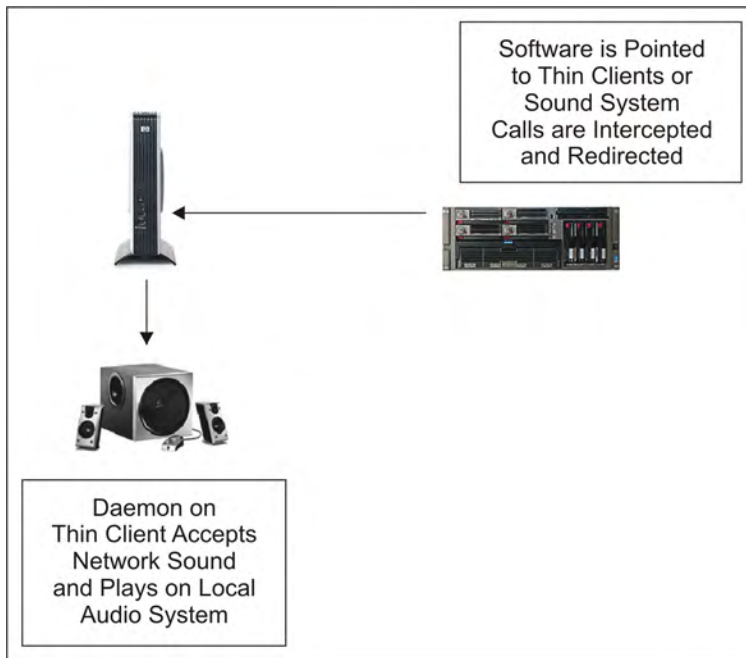 Software is Pointed
to Thin Clients or
Sound System
Calls are Intercepted
and Redirected
Daemon on
Thin Client Accepts
Network Sound
and Plays on Local
Audio System